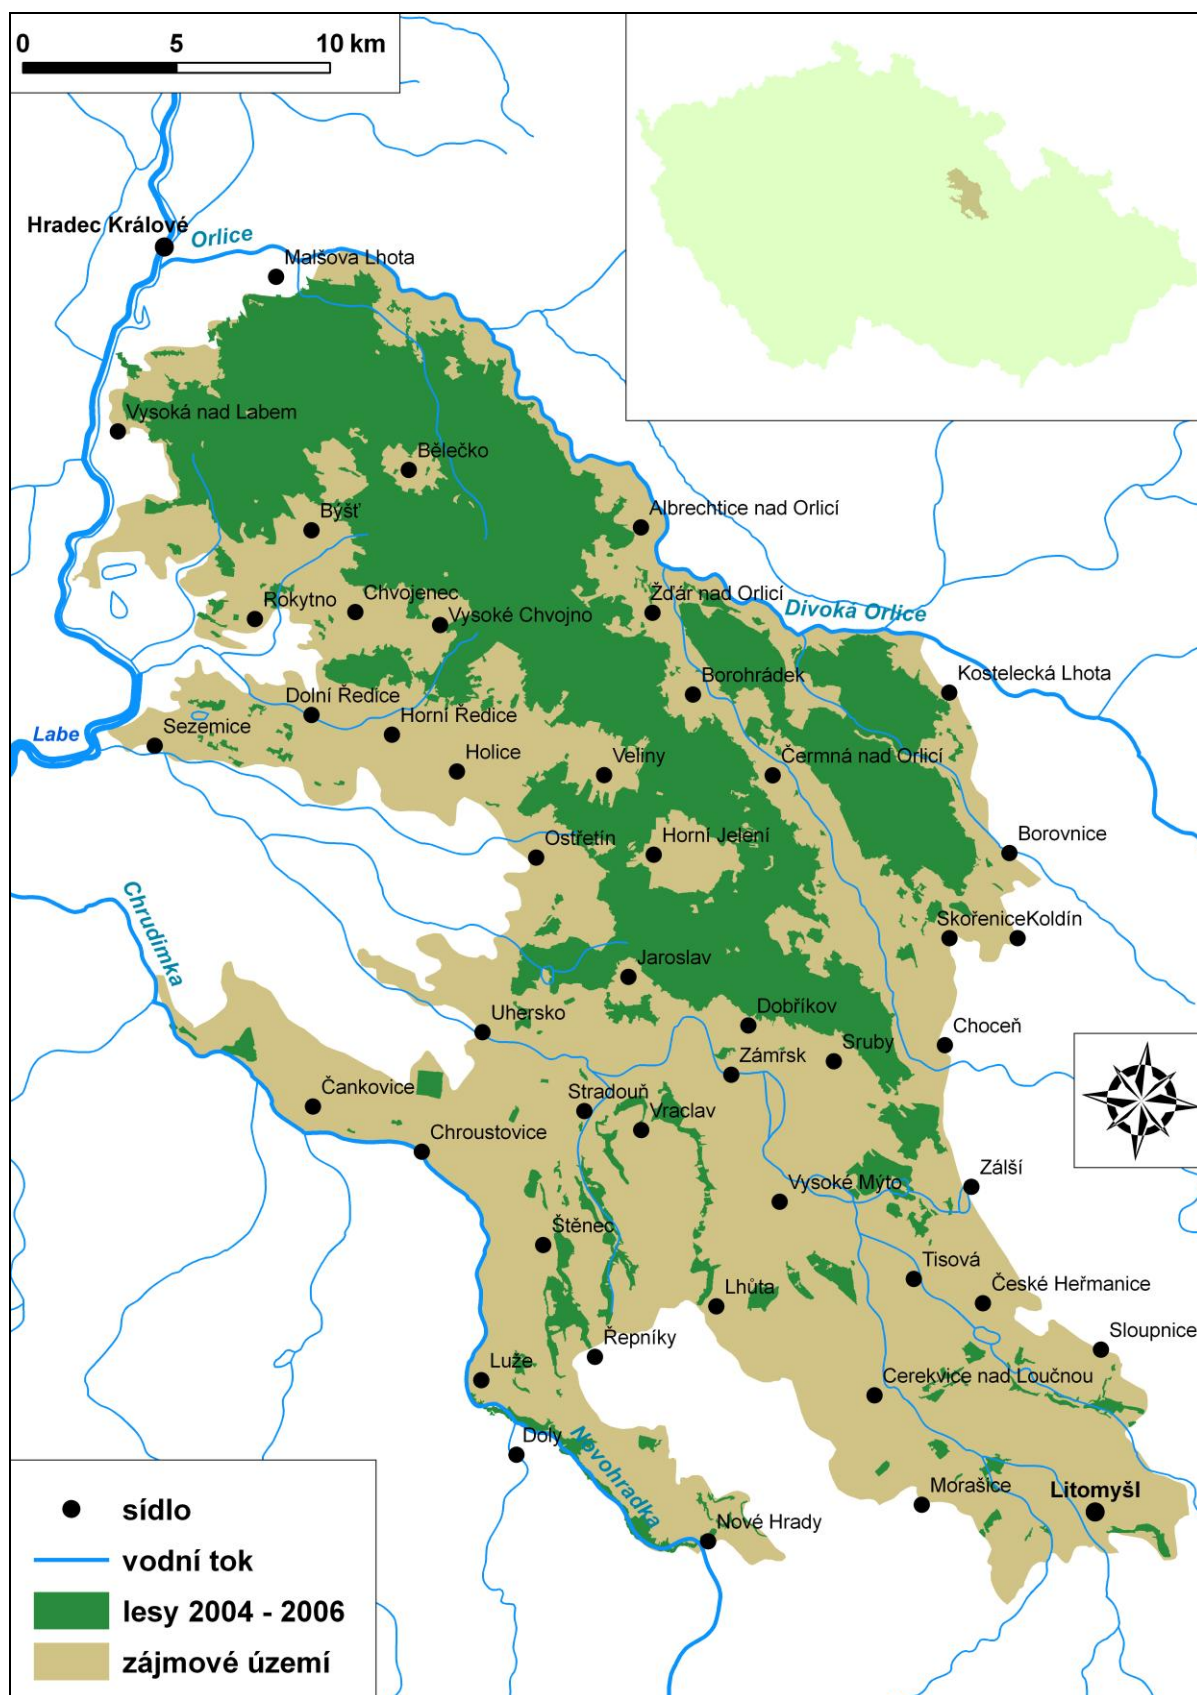 0 5 10 km
Hradec Králové
Orlice
Malšova Lhota
Vysoká nad Labem
Bělečko
Býšť
Albrechtice nad Orlicí
Rokytno
Chvojenec
Vysoké Chvojno
Žďár nad Orlicí
Divoká Orlice
Dolní Ředice
Borohrádek
Kostelecká Lhota
Labe
Sezemice
Horní Ředice
Holice
Veliny
Čermná nad Orlicí
Ostřetín
Horní Jelení
Borovnice
Chrudimka
Skořenice
Koldín
Jaroslav
Uhersko
Dobříkov
Choceň
Zámrsk
Sruby
Čankovice
Stradouň
Vraclav
Chroustovice
Zálší
Vysoké Mýto
Štěnec
Tisová
České Heřmanice
Lhůta
Sloupnice
Řepníky
Luže
Cerekvice nad Loučnou
Doly
Novohradka
Morašice
Litomyšl
Nové Hrady
sídlo
vodní tok
lesy 2004 - 2006
zájmové území